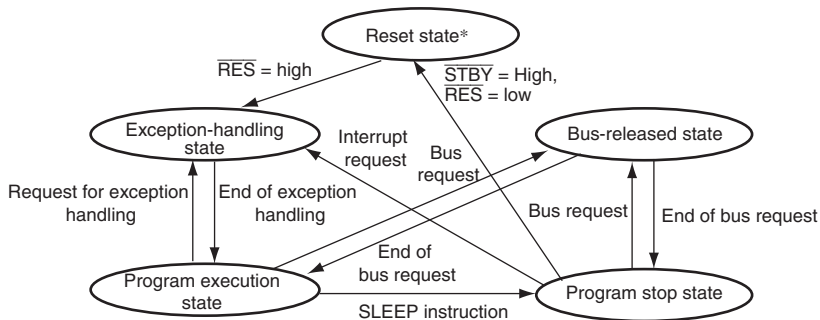 Reset state*
RES = high
STBY = High,
RES = low
Exception-handling
state
Interrupt
request
Bus
request
Bus-released state
Request for exception
handling
End of exception
handling
Bus request
End of bus request
End of
bus request
Program execution
state
SLEEP instruction
Program stop state